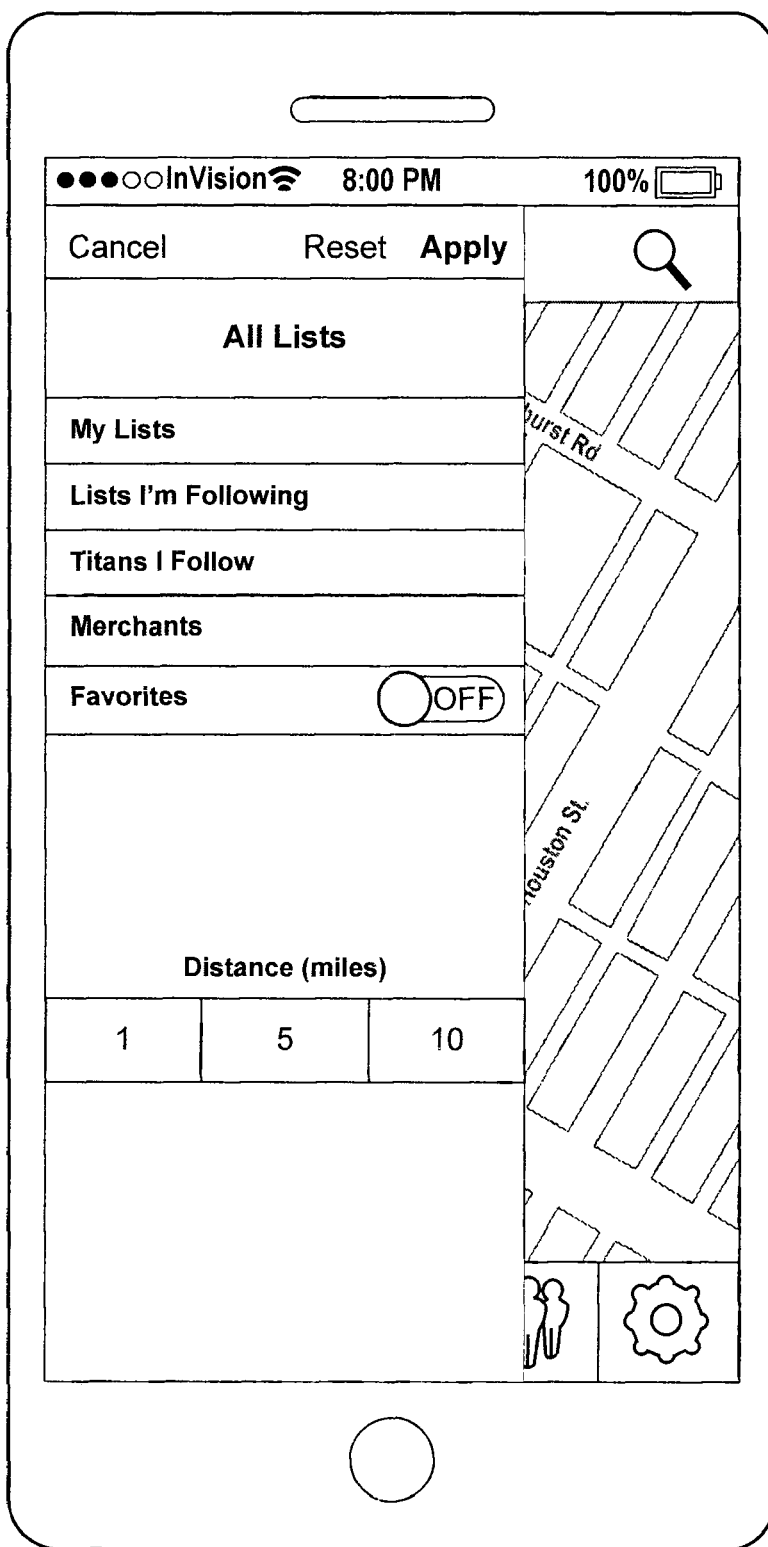 InVision 8:00 PM 100%
Cancel Reset Apply
All Lists
My Lists
Lists I'm Following
Titans I Follow
Merchants
Favorites OFF
Distance (miles)
1 5 10
hurst Rd
Houston St.